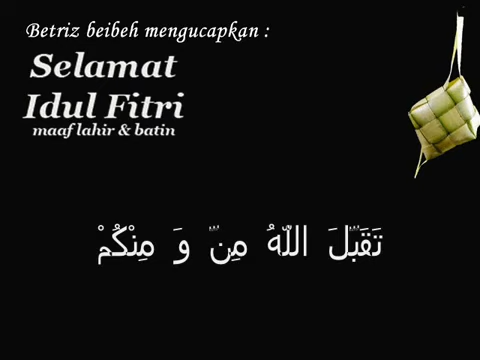 Betriz beibeh mengucapkan :
Selamat
Idul Fitri
maaf lahir & batin
تَقَبّلَ اللّهُ مِنّ وَ مِنْكُمْ